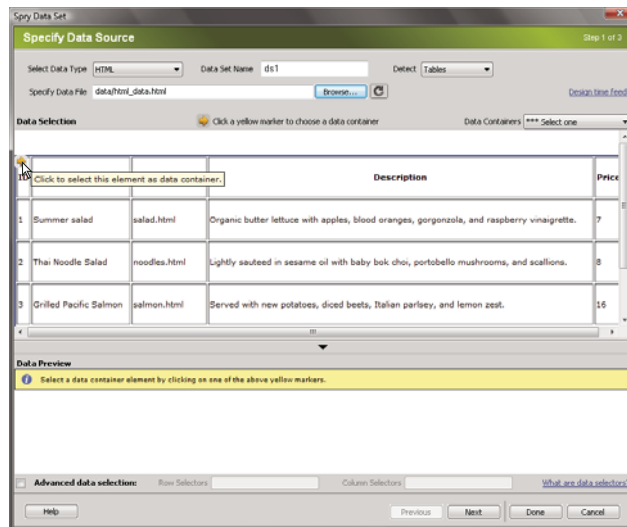 Spry Data Set
Specify Data Source Step 1 of 3
Select Data Type HTML Data Set Name ds1 Detect Tables
Specify Data File data/html_data.html Browse... Design time feed
Data Selection Click a yellow marker to choose a data container Data Containers *** Select one
ID Description Price
Click to select this element as data container.
1 Summer salad salad.html Organic butter lettuce with apples, blood oranges, gorgonzola, and raspberry vinaigrette. 7
2 Thai Noodle Salad noodles.html Lightly sauteed in sesame oil with baby bok choi, portobello mushrooms, and scallions. 8
3 Grilled Pacific Salmon salmon.html Served with new potatoes, diced beets, Italian parlsey, and lemon zest. 16
Data Preview
Select a data container element by clicking on one of the above yellow markers.
Advanced data selection: Row Selectors Column Selectors What are data selectors?
Help Previous Next Done Cancel